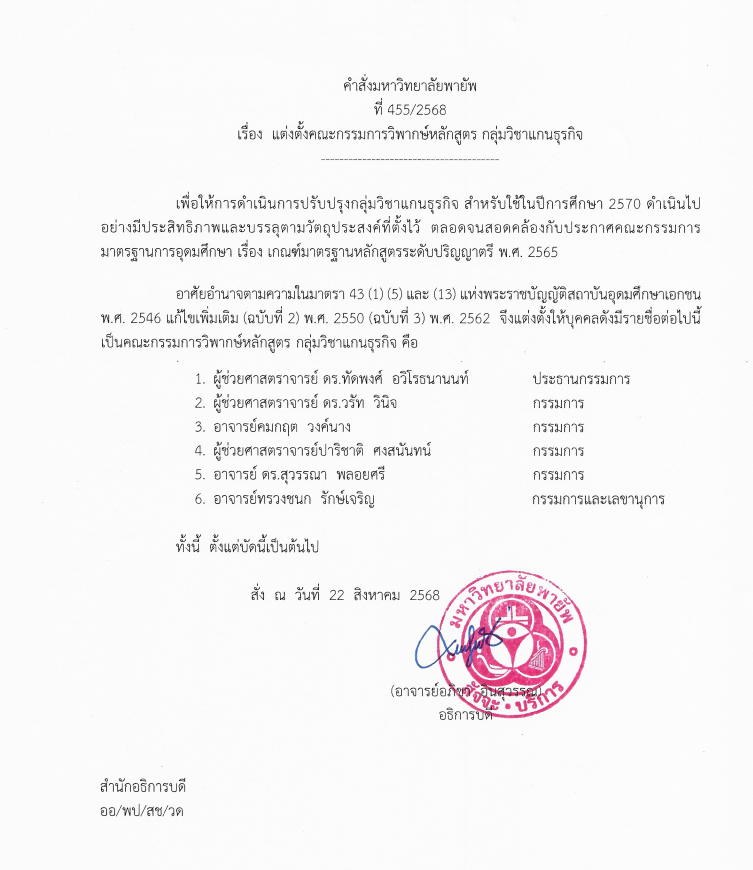 คำสั่งมหาวิทยาลัยพายัพ
ที่ 455/2568
เรื่อง แต่งตั้งคณะกรรมการวิพากษ์หลักสูตร กลุ่มวิชาแกนธุรกิจ
---------------------------------------
เพื่อให้การดำเนินการปรับปรุงกลุ่มวิชาแกนธุรกิจ สำหรับใช้ในปีการศึกษา 2570 ดำเนินไป
อย่างมีประสิทธิภาพและบรรลุตามวัตถุประสงค์ที่ตั้งไว้ ตลอดจนสอดคล้องกับประกาศคณะกรรมการ
มาตรฐานการอุดมศึกษา เรื่อง เกณฑ์มาตรฐานหลักสูตรระดับปริญญาตรี พ.ศ. 2565
อาศัยอำนาจตามความในมาตรา 43 (1) (5) และ (13) แห่งพระราชบัญญัติสถาบันอุดมศึกษาเอกชน
พ.ศ. 2546 แก้ไขเพิ่มเติม (ฉบับที่ 2) พ.ศ. 2550 (ฉบับที่ 3) พ.ศ. 2562 จึงแต่งตั้งให้บุคคลดังมีรายชื่อต่อไปนี้
เป็นคณะกรรมการวิพากษ์หลักสูตร กลุ่มวิชาแกนธุรกิจ คือ
1. ผู้ช่วยศาสตราจารย์ ดร.ทัดพงศ์ อวิโรธนานนท์ ประธานกรรมการ
2. ผู้ช่วยศาสตราจารย์ ดร.วรัท วินิจ กรรมการ
3. อาจารย์คมกฤต วงค์นาง กรรมการ
4. ผู้ช่วยศาสตราจารย์ปาริชาติ ศงสนันทน์ กรรมการ
5. อาจารย์ ดร.สุวรรณา พลอยศรี กรรมการ
6. อาจารย์ทรวงชนก รักษ์เจริญ กรรมการและเลขานุการ
ทั้งนี้ ตั้งแต่บัดนี้เป็นต้นไป
สั่ง ณ วันที่ 22 สิงหาคม 2568
มหาวิทยาลัยพายัพ
สัจจะ • บริการ
(อาจารย์อภิชา อินสุวรรณ)
อธิการบดี
สำนักอธิการบดี
ออ/พป/สช/วด